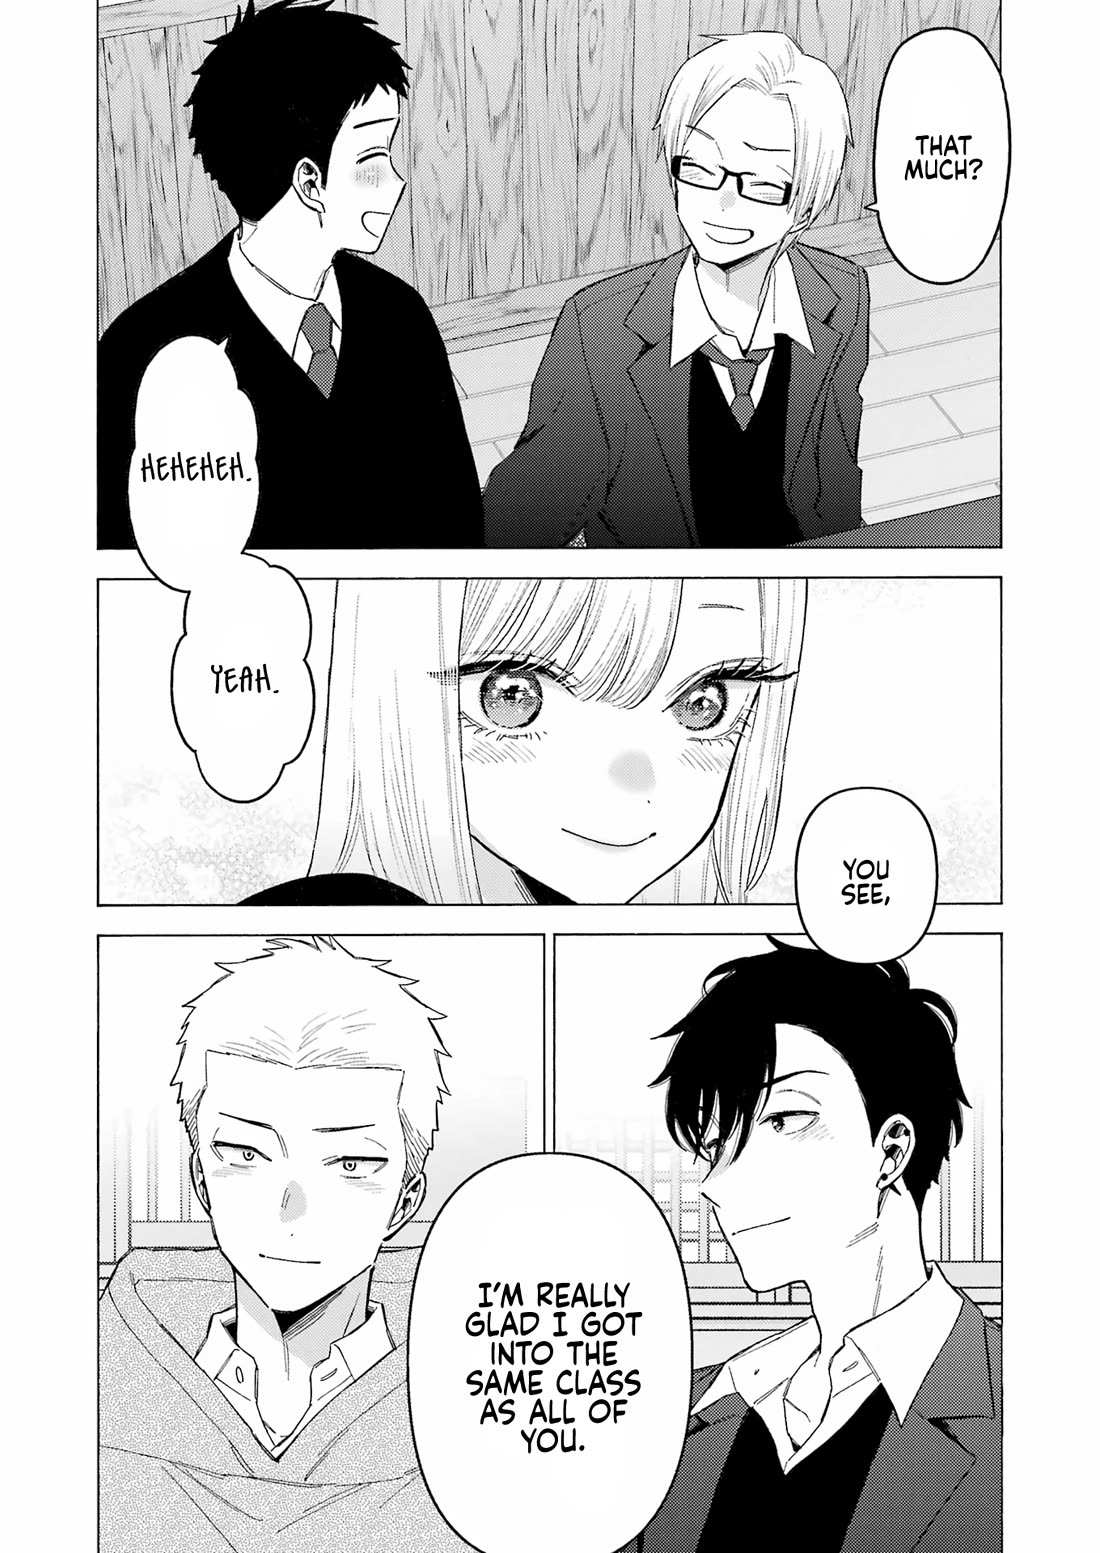 THAT
MUCH?
HEHEHEH.
YEAH.
YOU
SEE,
I'M REALLY
GLAD I GOT
INTO THE
SAME CLASS
AS ALL OF
YOU.